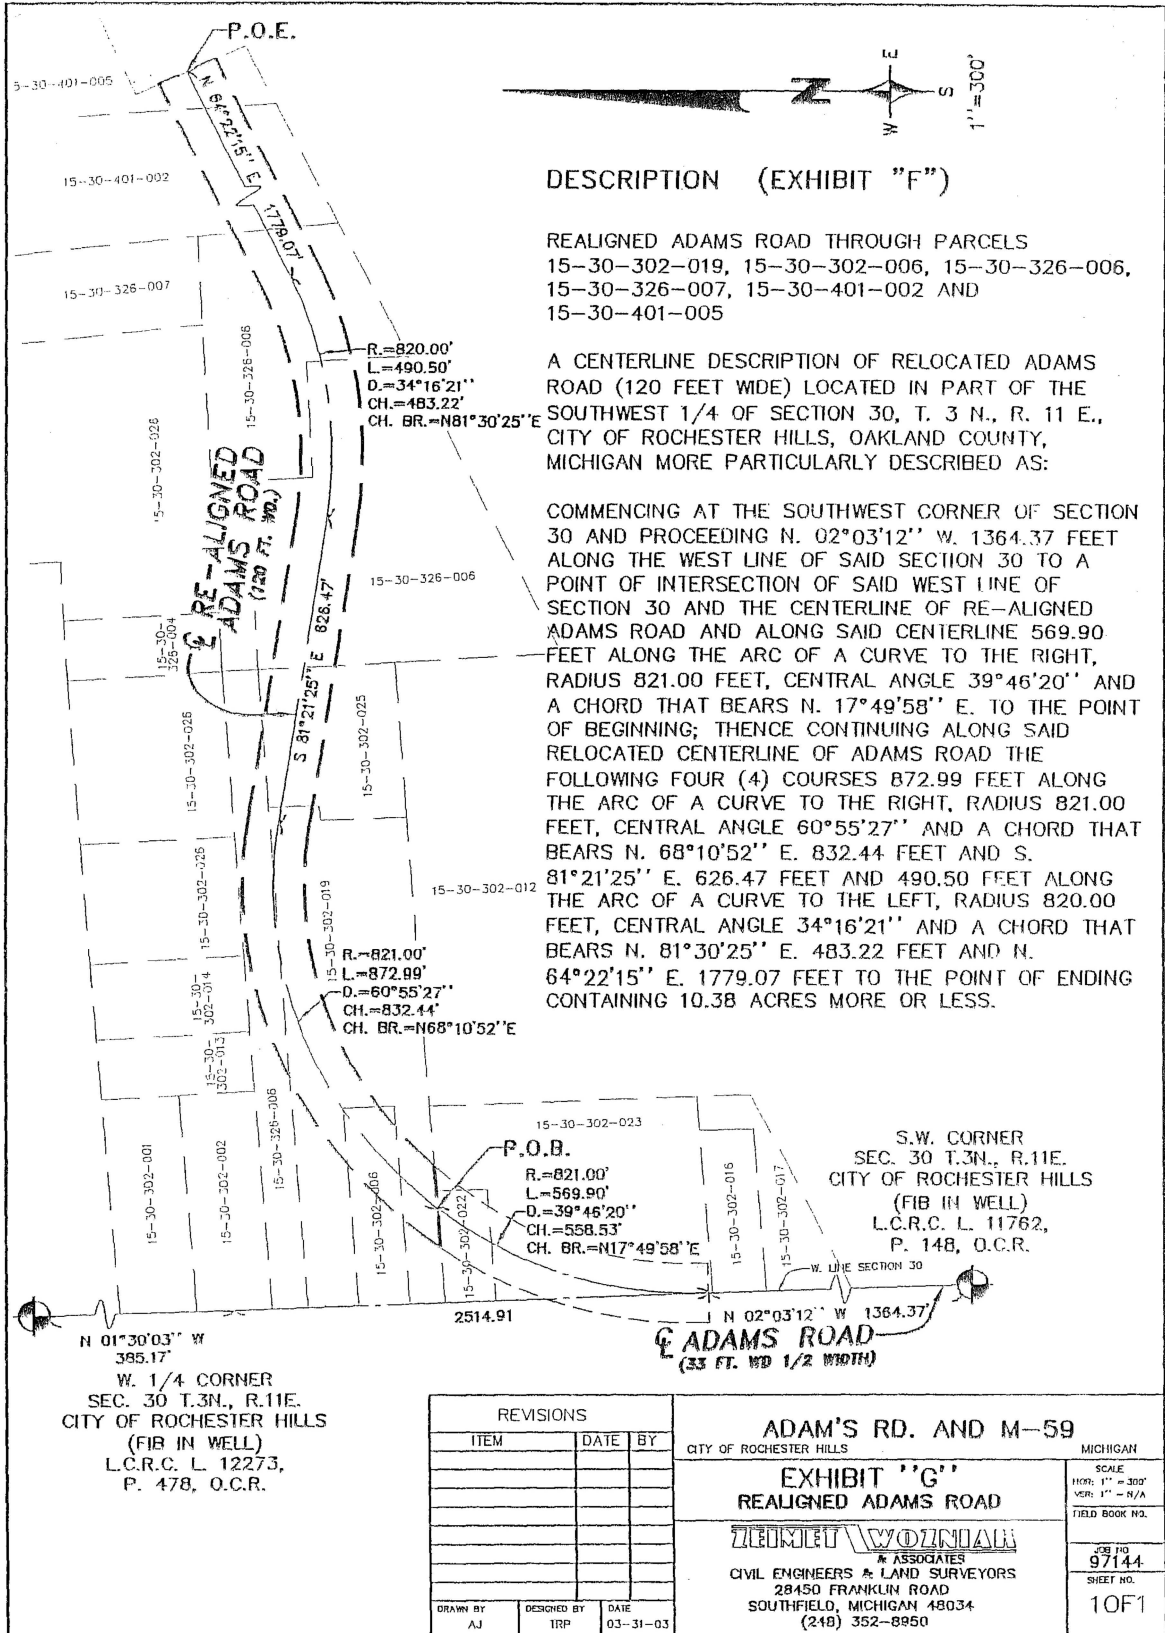 P.O.E.
15-30-401-005
N 64°22'15'' E 1779.07'
15-30-401-002
15-30-326-007
15-30-326-006
15-30-302-026
R.=820.00'
L.=490.50'
D.=34°16'21''
CH.=483.22'
CH. BR.=N81°30'25''E
RE-ALIGNED
ADAMS ROAD
(120 FT. WD.)
15-30-326-006
15-30-
326-004
S 81°21'25'' E 626.47'
15-30-302-026
15-30-302-025
15-30-302-026
15-30-302-019
15-30-302-012
R.=821.00'
L.=872.99'
D.=60°55'27''
CH.=832.44'
CH. BR.=N68°10'52''E
15-30-
302-014
15-30-
302-013
15-30-302-001
15-30-302-002
15-30-326-006
15-30-302-006
15-30-302-022
15-30-302-023
P.O.B.
R.=821.00'
L.=569.90'
D.=39°46'20''
CH.=558.53'
CH. BR.=N17°49'58''E
15-30-302-016
15-30-302-017
W. LINE SECTION 30
S.W. CORNER
SEC. 30 T.3N., R.11E.
CITY OF ROCHESTER HILLS
(FIB IN WELL)
L.C.R.C. L. 11762,
P. 148, O.C.R.
N 01°30'03'' W
385.17'
2514.91
N 02°03'12'' W 1364.37'
ADAMS ROAD
(33 FT. WD 1/2 WIDTH)
W. 1/4 CORNER
SEC. 30 T.3N., R.11E.
CITY OF ROCHESTER HILLS
(FIB IN WELL)
L.C.R.C. L. 12273,
P. 478, O.C.R.
N
E
S
W
1''=300'
DESCRIPTION (EXHIBIT "F")
REALIGNED ADAMS ROAD THROUGH PARCELS
15-30-302-019, 15-30-302-006, 15-30-326-006,
15-30-326-007, 15-30-401-002 AND
15-30-401-005
A CENTERLINE DESCRIPTION OF RELOCATED ADAMS
ROAD (120 FEET WIDE) LOCATED IN PART OF THE
SOUTHWEST 1/4 OF SECTION 30, T. 3 N., R. 11 E.,
CITY OF ROCHESTER HILLS, OAKLAND COUNTY,
MICHIGAN MORE PARTICULARLY DESCRIBED AS:
COMMENCING AT THE SOUTHWEST CORNER OF SECTION
30 AND PROCEEDING N. 02°03'12'' W. 1364.37 FEET
ALONG THE WEST LINE OF SAID SECTION 30 TO A
POINT OF INTERSECTION OF SAID WEST LINE OF
SECTION 30 AND THE CENTERLINE OF RE-ALIGNED
ADAMS ROAD AND ALONG SAID CENTERLINE 569.90
FEET ALONG THE ARC OF A CURVE TO THE RIGHT,
RADIUS 821.00 FEET, CENTRAL ANGLE 39°46'20'' AND
A CHORD THAT BEARS N. 17°49'58'' E. TO THE POINT
OF BEGINNING; THENCE CONTINUING ALONG SAID
RELOCATED CENTERLINE OF ADAMS ROAD THE
FOLLOWING FOUR (4) COURSES 872.99 FEET ALONG
THE ARC OF A CURVE TO THE RIGHT, RADIUS 821.00
FEET, CENTRAL ANGLE 60°55'27'' AND A CHORD THAT
BEARS N. 68°10'52'' E. 832.44 FEET AND S.
81°21'25'' E. 626.47 FEET AND 490.50 FEET ALONG
THE ARC OF A CURVE TO THE LEFT, RADIUS 820.00
FEET, CENTRAL ANGLE 34°16'21'' AND A CHORD THAT
BEARS N. 81°30'25'' E. 483.22 FEET AND N.
64°22'15'' E. 1779.07 FEET TO THE POINT OF ENDING
CONTAINING 10.38 ACRES MORE OR LESS.
REVISIONS
ITEM DATE BY
DRAWN BY AJ
DESIGNED BY TRP
DATE 03-31-03
ADAM'S RD. AND M-59
CITY OF ROCHESTER HILLS MICHIGAN
EXHIBIT ''G''
REALIGNED ADAMS ROAD
ZEIMET WOZNIAK
& ASSOCIATES
CIVIL ENGINEERS & LAND SURVEYORS
28450 FRANKLIN ROAD
SOUTHFIELD, MICHIGAN 48034
(248) 352-8950
SCALE
HOR: 1'' = 300'
VER: 1'' = N/A
FIELD BOOK NO.
JOB NO
97144
SHEET NO.
1OF1